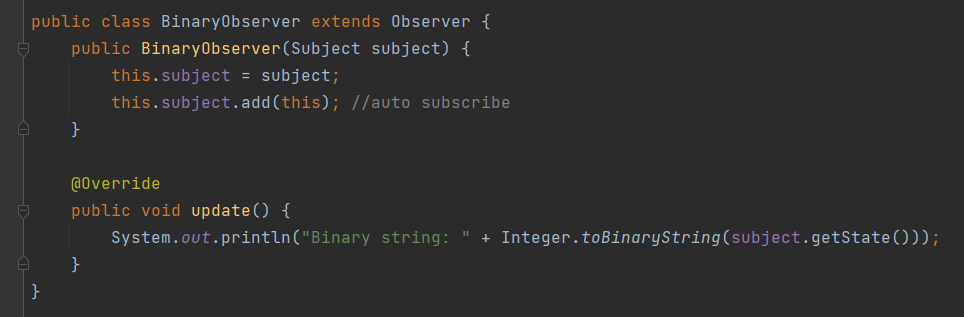 public class BinaryObserver extends Observer {
public BinaryObserver(Subject subject) {
this.subject = subject;
this.subject.add(this); //auto subscribe
}
@Override
public void update() {
System.out.println("Binary string: " + Integer.toBinaryString(subject.getState()));
}
}